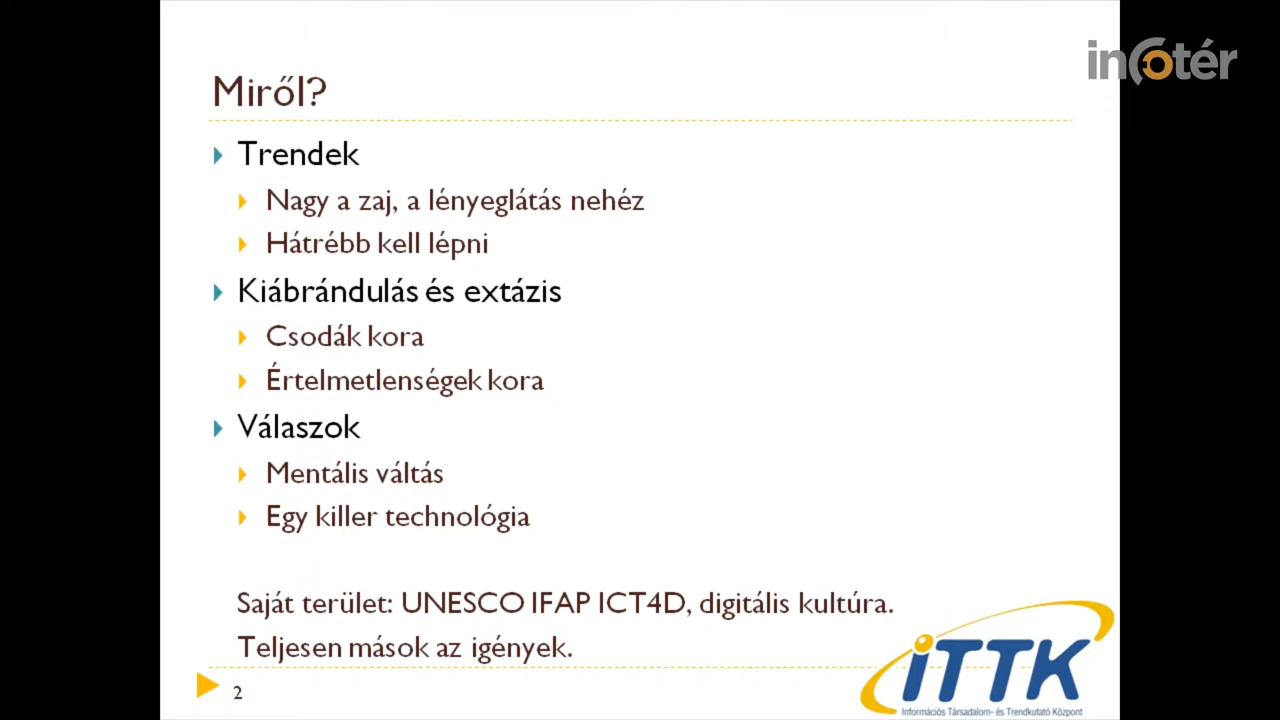 infotér
Miről?
Trendek
Nagy a zaj, a lényeglátás nehéz
Hátrébb kell lépni
Kiábrándulás és extázis
Csodák kora
Értelmetlenségek kora
Válaszok
Mentális váltás
Egy killer technológia
Saját terület: UNESCO IFAP ICT4D, digitális kultúra.
Teljesen mások az igények.
2
iTTK
Információs Társadalom- és Trendkutató Központ